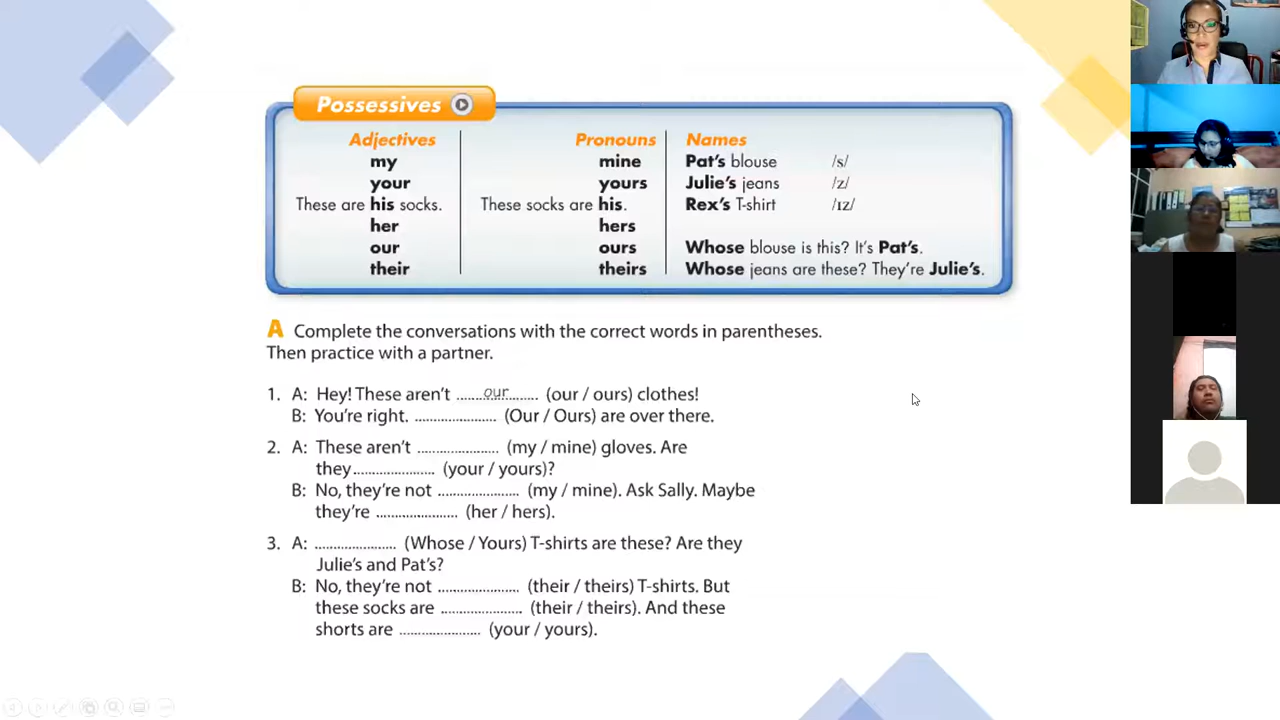 Possessives
Adjectives
my
your
These are his socks.
her
our
their
Pronouns
mine
yours
These socks are his.
hers
ours
theirs
Names
Pat's blouse /s/
Julie's jeans /z/
Rex's T-shirt /ɪz/
Whose blouse is this? It's Pat's.
Whose jeans are these? They're Julie's.
A Complete the conversations with the correct words in parentheses.
Then practice with a partner.
1. A: Hey! These aren't ......our....... (our / ours) clothes!
B: You're right. ...................... (Our / Ours) are over there.
2. A: These aren't ...................... (my / mine) gloves. Are
they...................... (your / yours)?
B: No, they're not ...................... (my / mine). Ask Sally. Maybe
they're ...................... (her / hers).
3. A: ...................... (Whose / Yours) T-shirts are these? Are they
Julie's and Pat's?
B: No, they're not ...................... (their / theirs) T-shirts. But
these socks are ...................... (their / theirs). And these
shorts are ...................... (your / yours).